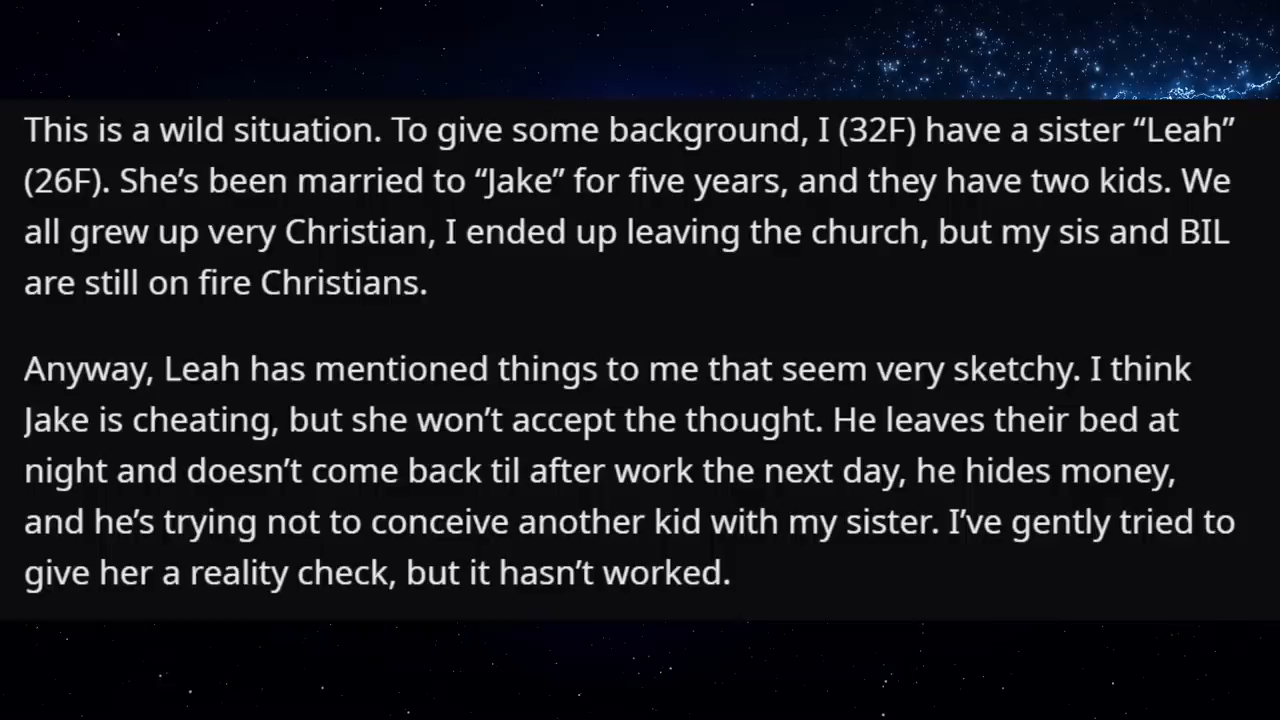 This is a wild situation. To give some background, I (32F) have a sister “Leah”
(26F). She’s been married to “Jake” for five years, and they have two kids. We
all grew up very Christian, I ended up leaving the church, but my sis and BIL
are still on fire Christians.
Anyway, Leah has mentioned things to me that seem very sketchy. I think
Jake is cheating, but she won’t accept the thought. He leaves their bed at
night and doesn’t come back til after work the next day, he hides money,
and he’s trying not to conceive another kid with my sister. I’ve gently tried to
give her a reality check, but it hasn’t worked.